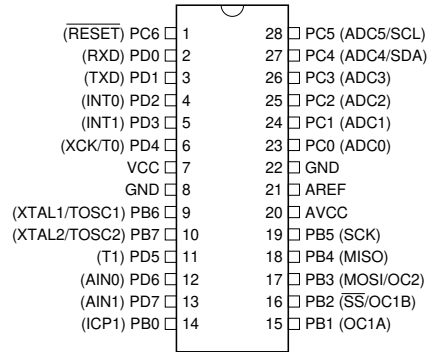 (RESET) PC6 1 28 PC5 (ADC5/SCL)
(RXD) PD0 2 27 PC4 (ADC4/SDA)
(TXD) PD1 3 26 PC3 (ADC3)
(INT0) PD2 4 25 PC2 (ADC2)
(INT1) PD3 5 24 PC1 (ADC1)
(XCK/T0) PD4 6 23 PC0 (ADC0)
VCC 7 22 GND
GND 8 21 AREF
(XTAL1/TOSC1) PB6 9 20 AVCC
(XTAL2/TOSC2) PB7 10 19 PB5 (SCK)
(T1) PD5 11 18 PB4 (MISO)
(AIN0) PD6 12 17 PB3 (MOSI/OC2)
(AIN1) PD7 13 16 PB2 (SS/OC1B)
(ICP1) PB0 14 15 PB1 (OC1A)